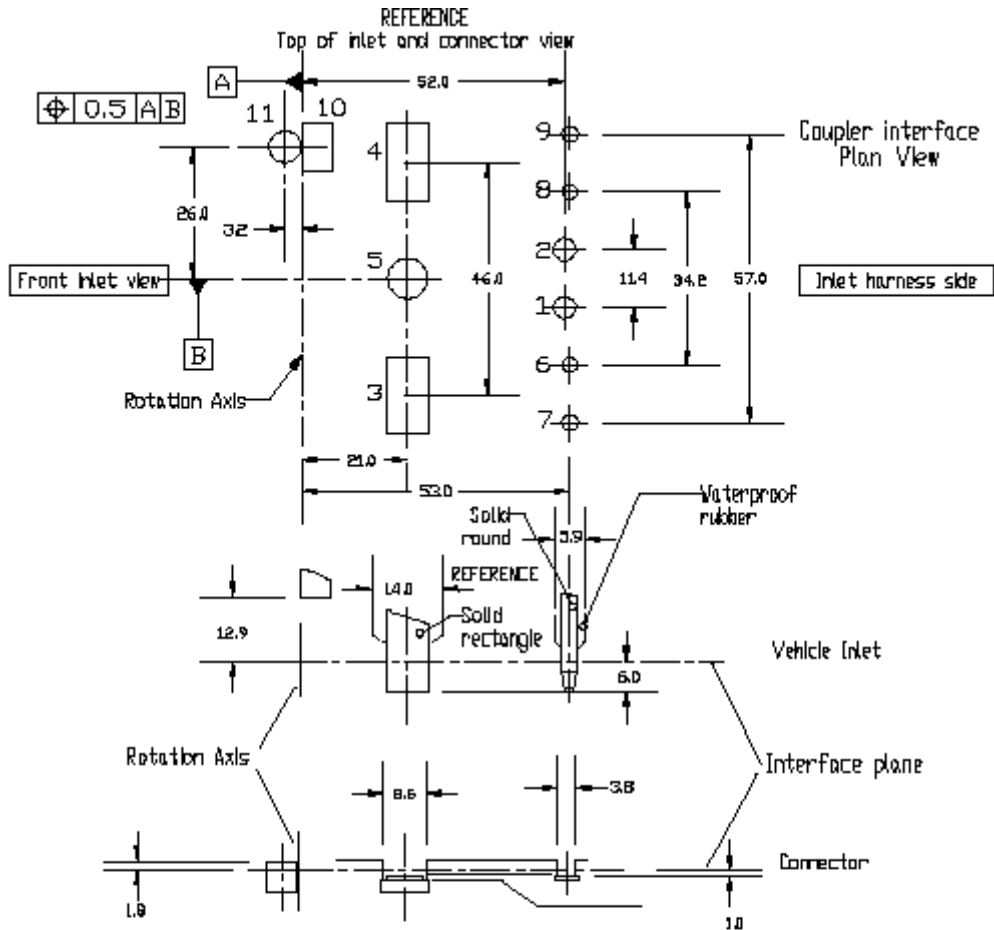 REFERENCE
Top of inlet and connector view
A
52.0
⌖ 0.5 A B
11
10
4
9
Coupler interface
Plan View
8
26.0
3.2
2
5
46.0
11.4
34.2
57.0
Front inlet view
Inlet harness side
1
B
6
3
Rotation Axis
7
21.0
53.0
Waterproof
rubber
Solid
round
5.9
REFERENCE
14.0
Solid
rectangle
12.9
Vehicle Inlet
6.0
Rotation Axis
Interface plane
8.6
3.8
Connector
1.8